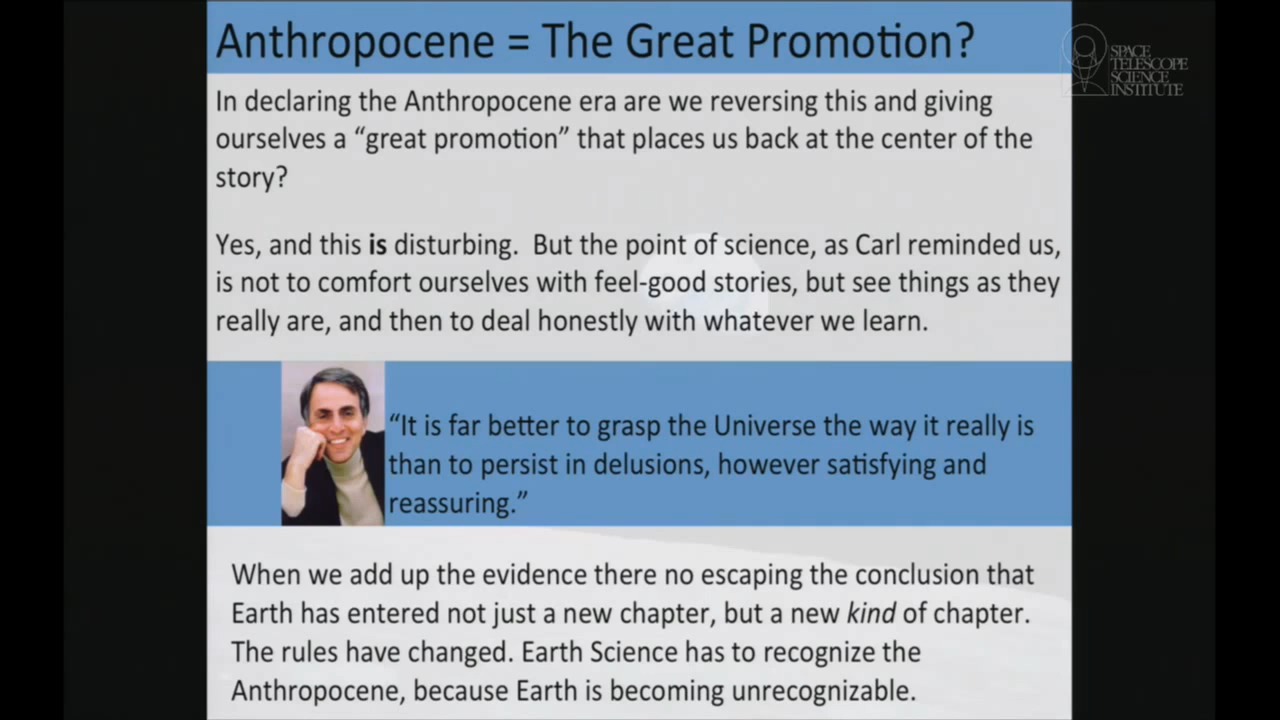 Anthropocene = The Great Promotion?
SPACE
TELESCOPE
SCIENCE
INSTITUTE
In declaring the Anthropocene era are we reversing this and giving
ourselves a “great promotion” that places us back at the center of the
story?
Yes, and this is disturbing.  But the point of science, as Carl reminded us,
is not to comfort ourselves with feel-good stories, but see things as they
really are, and then to deal honestly with whatever we learn.
“It is far better to grasp the Universe the way it really is
than to persist in delusions, however satisfying and
reassuring.”
When we add up the evidence there no escaping the conclusion that
Earth has entered not just a new chapter, but a new kind of chapter.
The rules have changed. Earth Science has to recognize the
Anthropocene, because Earth is becoming unrecognizable.